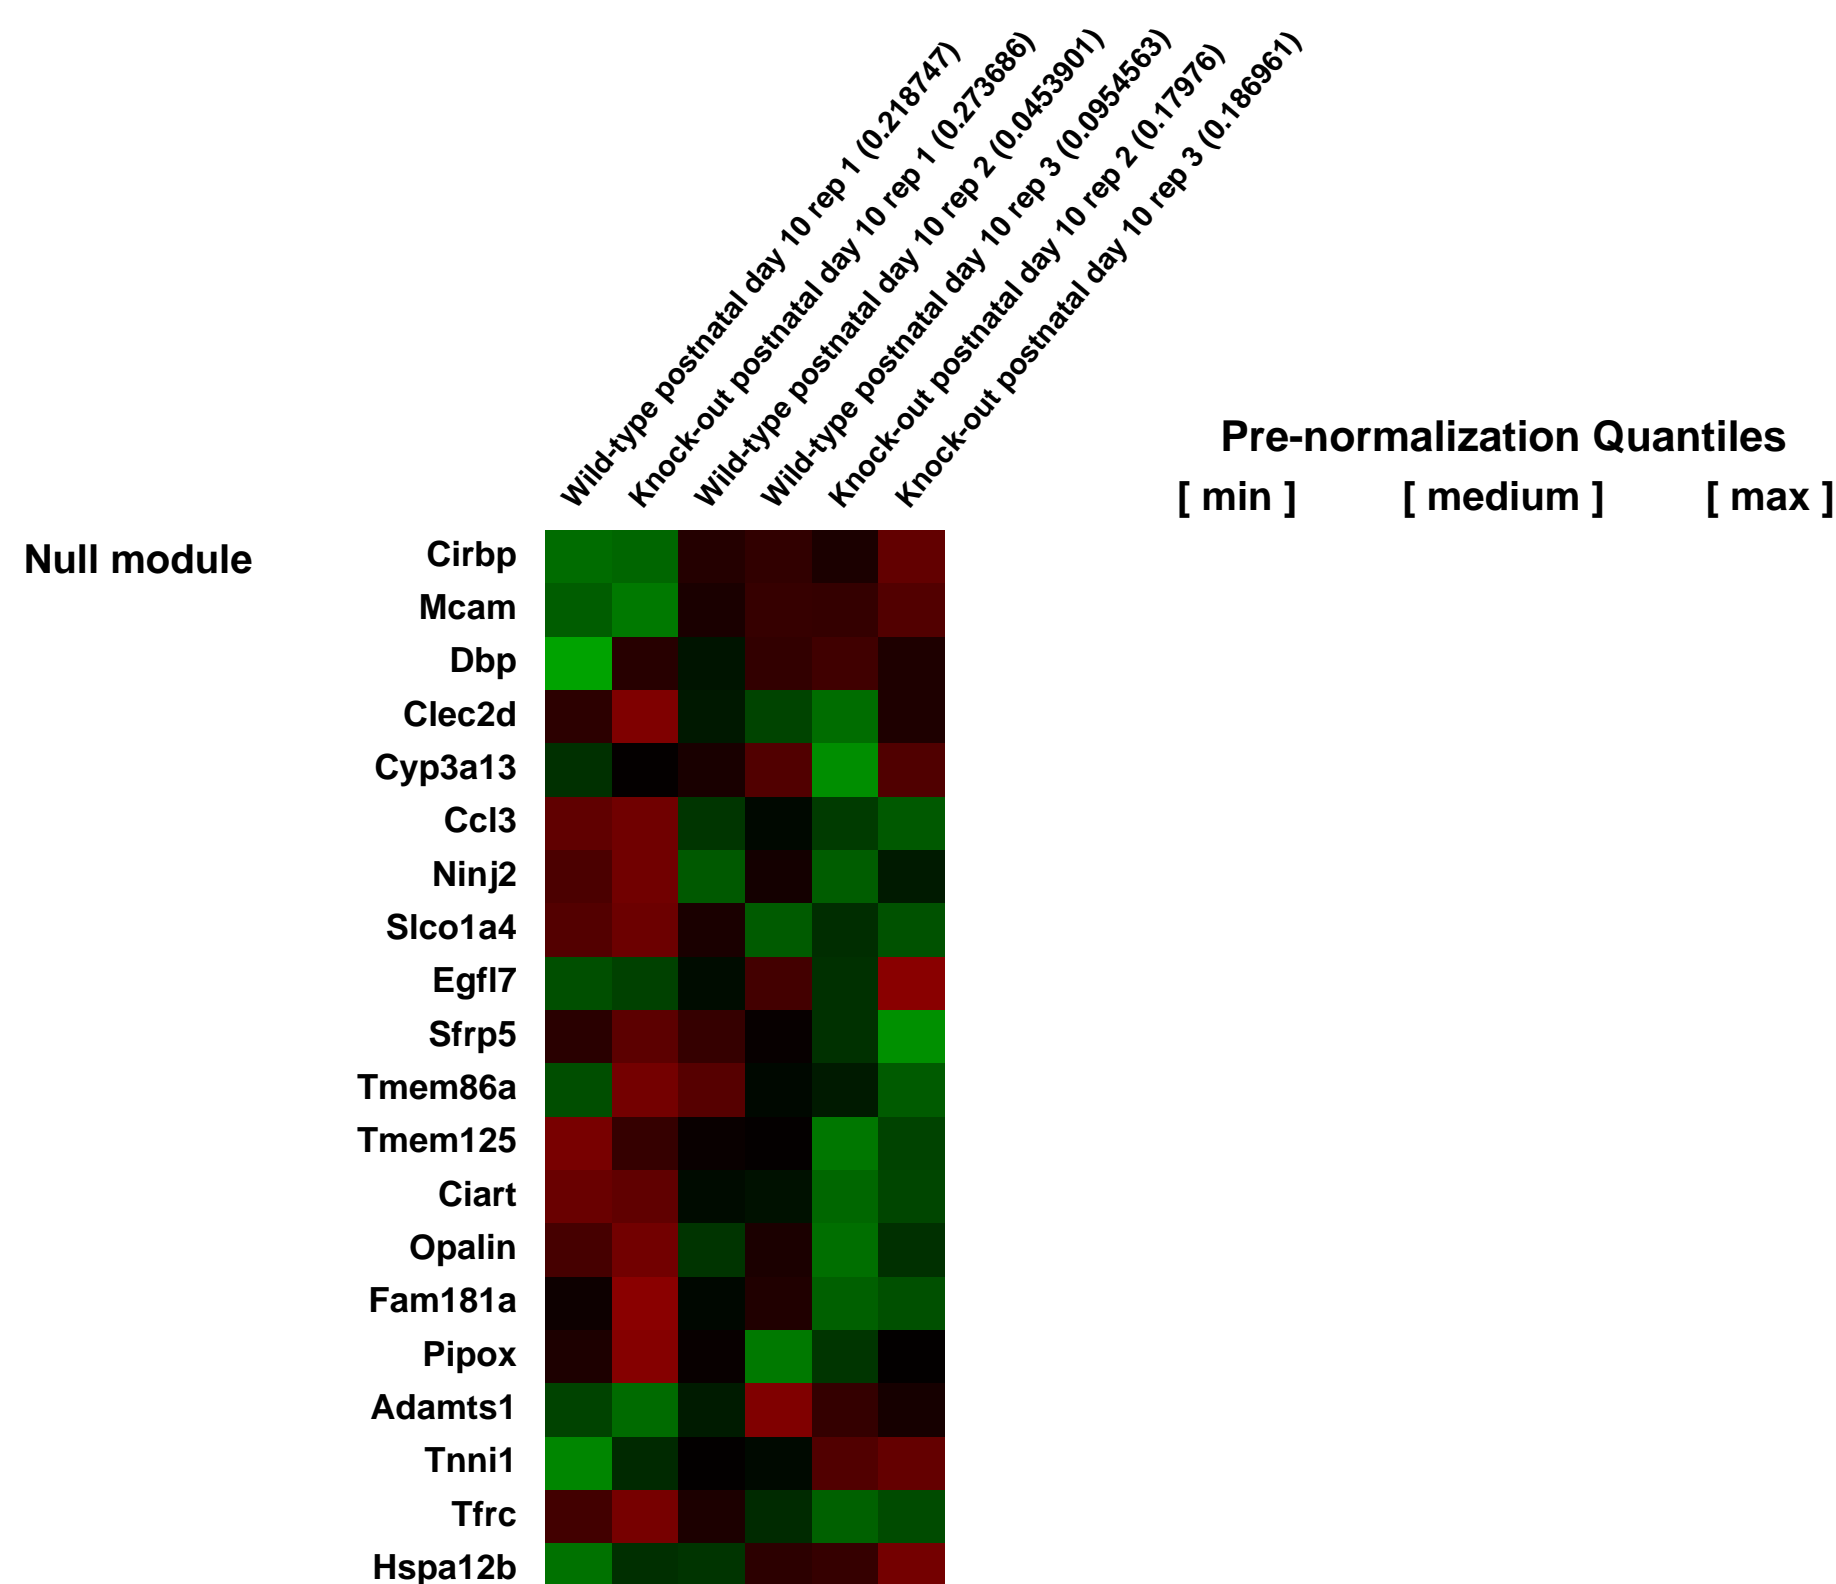 Wild-type postnatal day 10 rep 1 (0.218747)
Knock-out postnatal day 10 rep 1 (0.273686)
Wild-type postnatal day 10 rep 2 (0.0453901)
Wild-type postnatal day 10 rep 3 (0.0954563)
Knock-out postnatal day 10 rep 2 (0.17976)
Knock-out postnatal day 10 rep 3 (0.186961)
Pre-normalization Quantiles
[ min ] [ medium ] [ max ]
Null module
Cirbp
Mcam
Dbp
Clec2d
Cyp3a13
Ccl3
Ninj2
Slco1a4
Egfl7
Sfrp5
Tmem86a
Tmem125
Ciart
Opalin
Fam181a
Pipox
Adamts1
Tnni1
Tfrc
Hspa12b